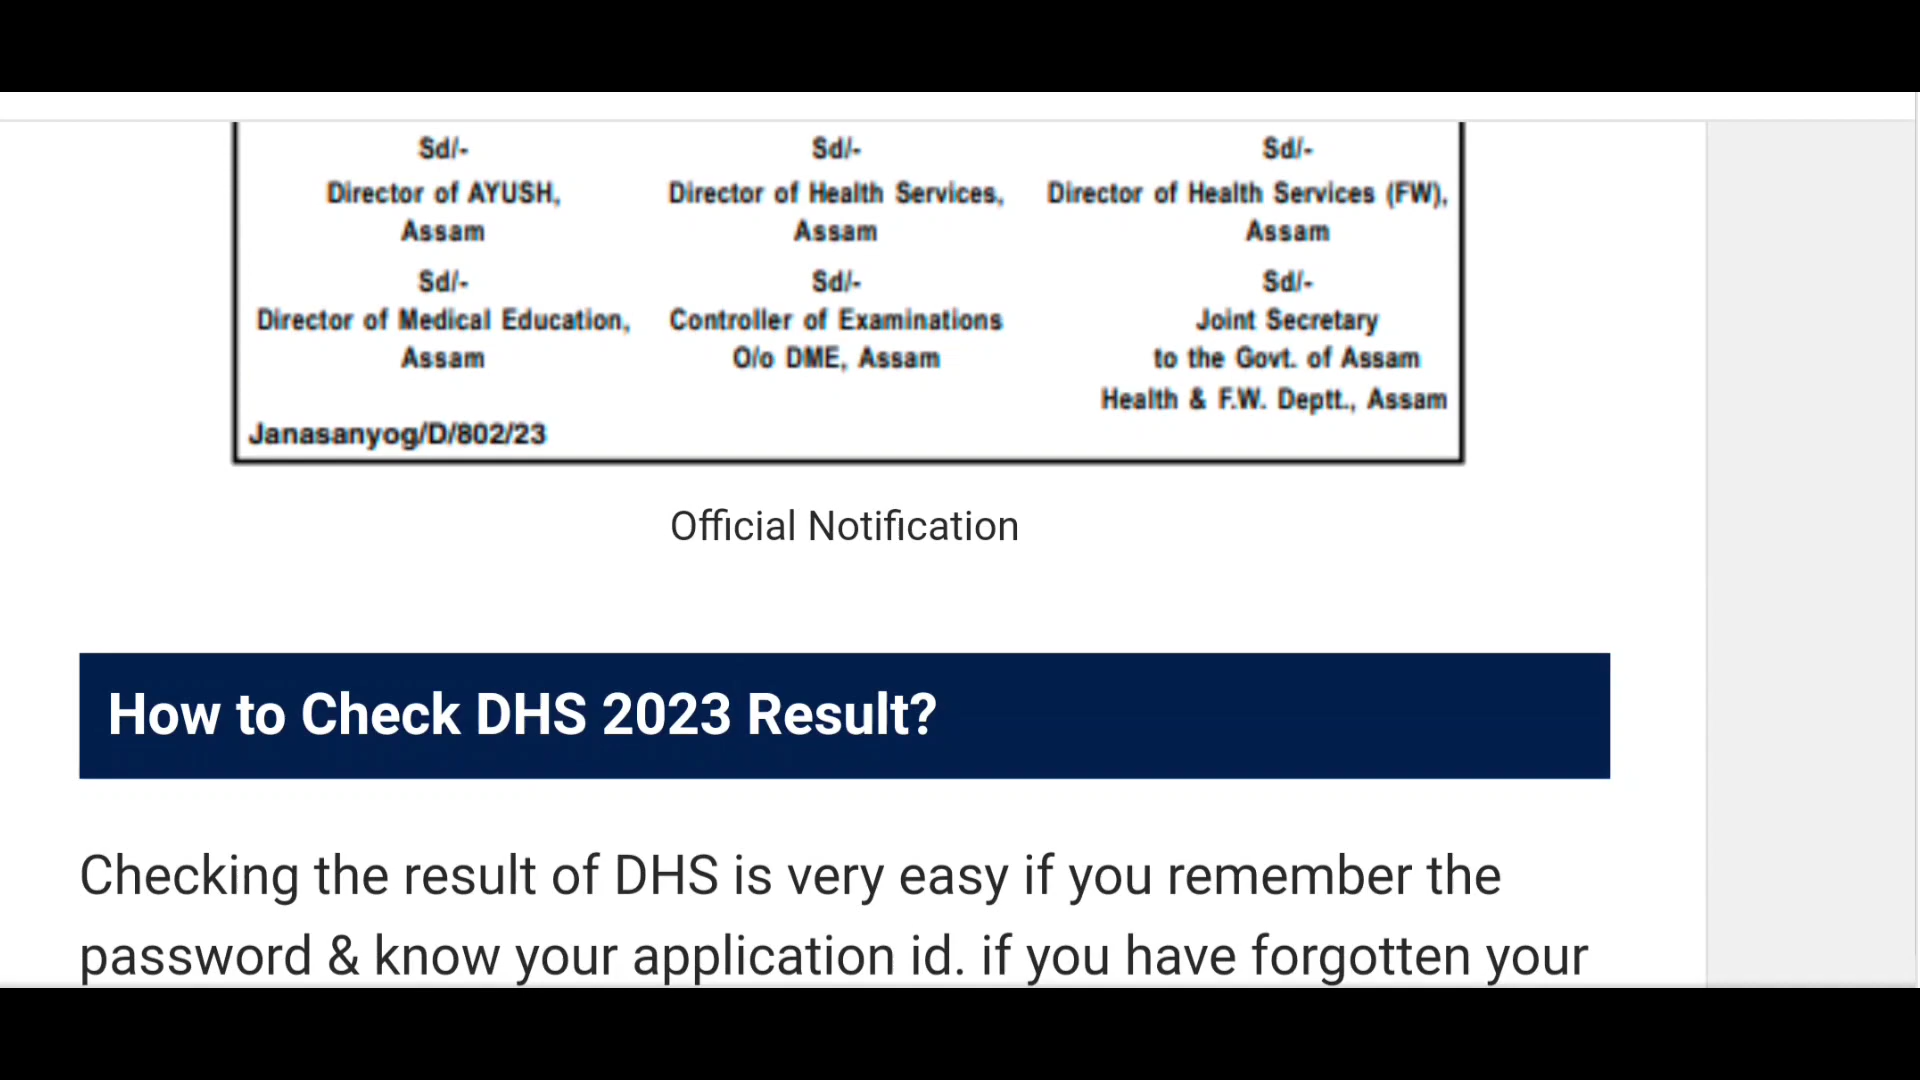 Sd/- Sd/- Sd/-
Director of AYUSH, Director of Health Services, Director of Health Services (FW),
Assam Assam Assam
Sd/- Sd/- Sd/-
Director of Medical Education, Controller of Examinations Joint Secretary
Assam O/o DME, Assam to the Govt. of Assam
Health & F.W. Deptt., Assam
Janasanyog/D/802/23
Official Notification
How to Check DHS 2023 Result?
Checking the result of DHS is very easy if you remember the
password & know your application id. if you have forgotten your